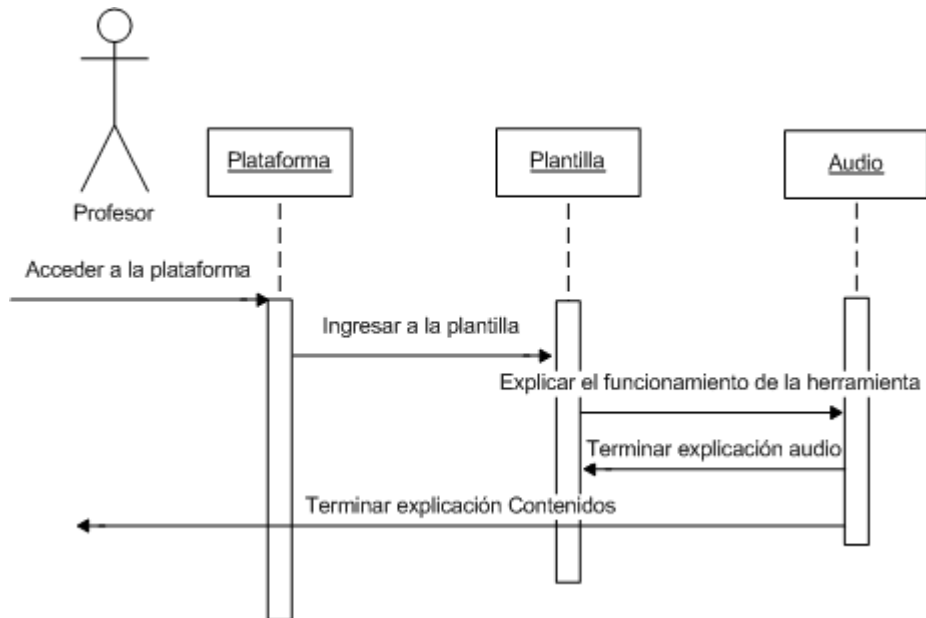 Plataforma
Plantilla
Audio
Profesor
Acceder a la plataforma
Ingresar a la plantilla
Explicar el funcionamiento de la herramienta
Terminar explicación audio
Terminar explicación Contenidos